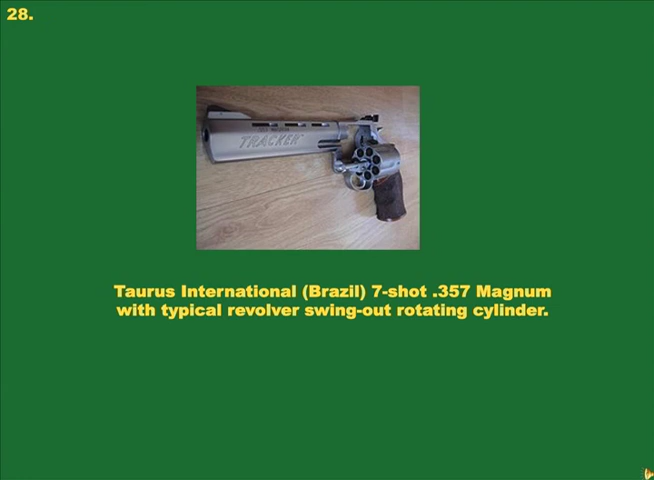 28.
TRACKER
Taurus International (Brazil) 7-shot .357 Magnum
with typical revolver swing-out rotating cylinder.